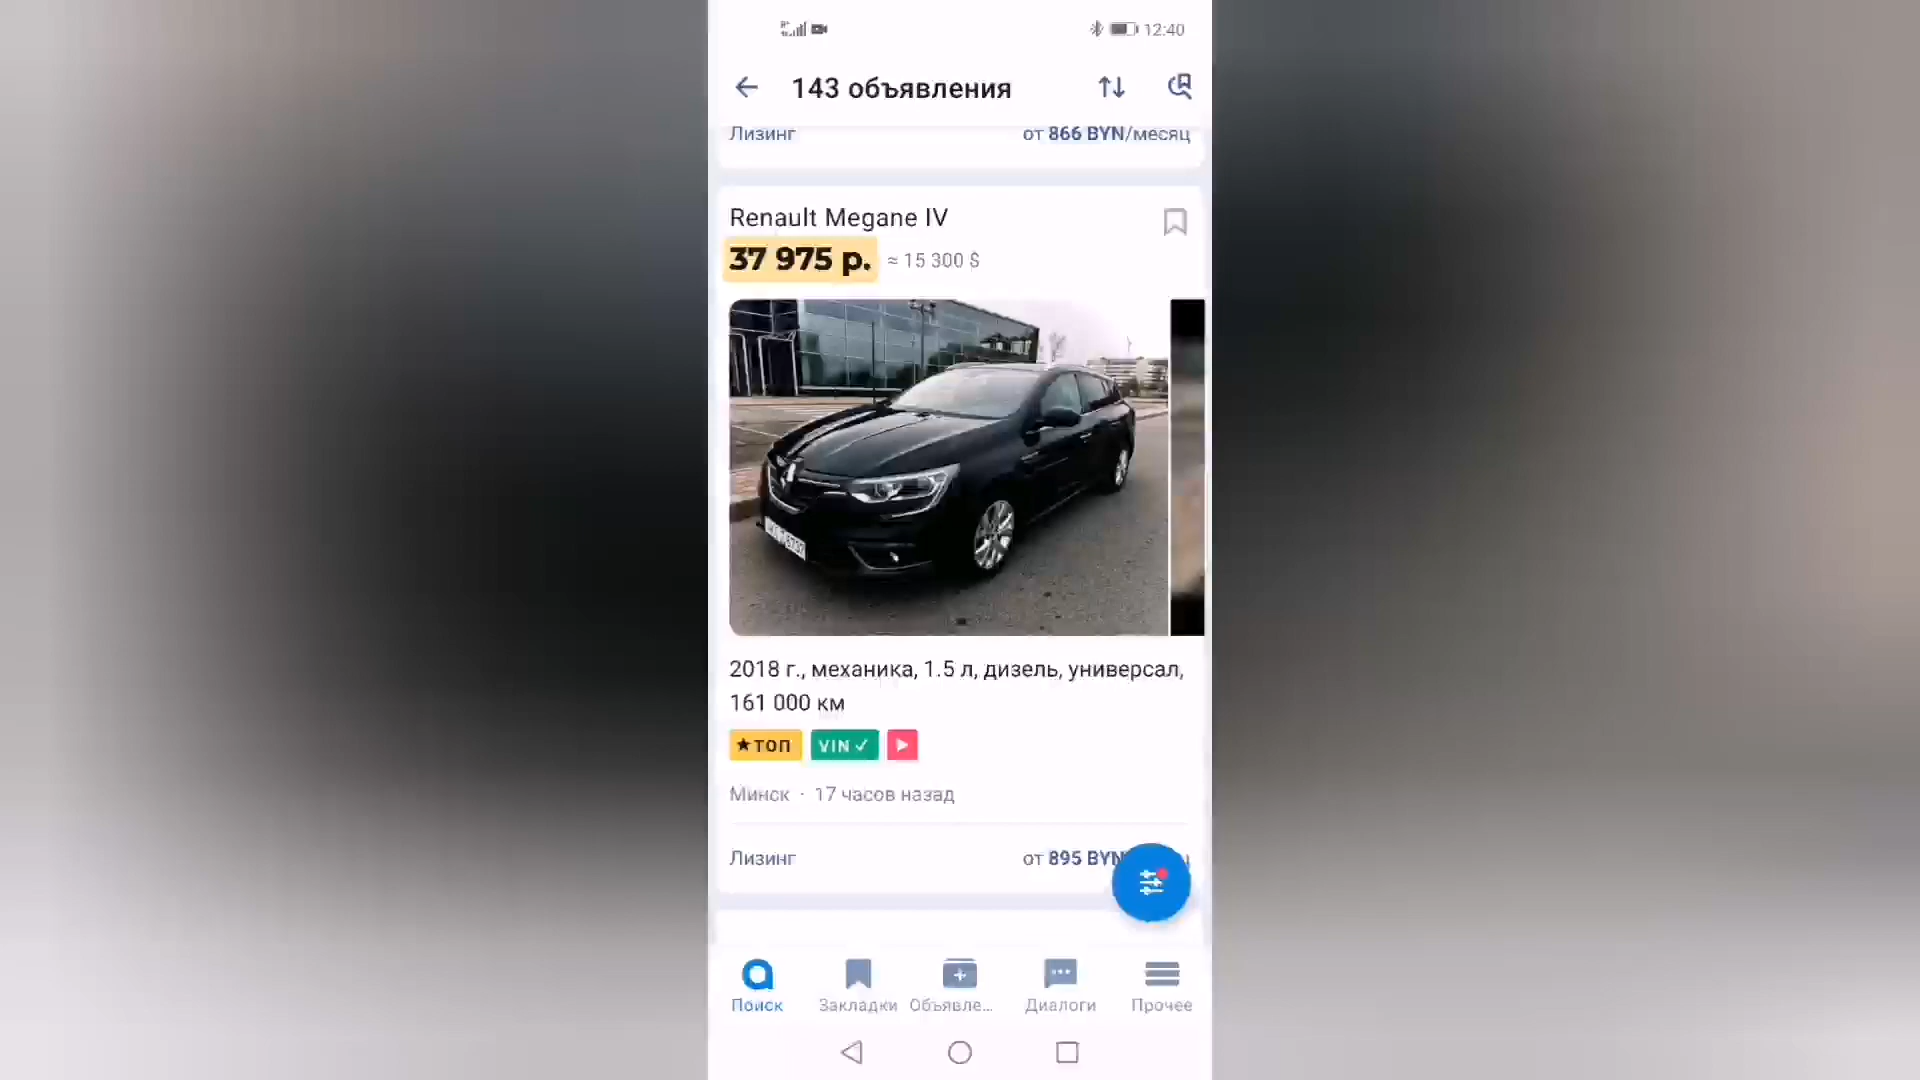 12:40
143 объявления
Лизинг от 866 BYN/месяц
Renault Megane IV
37 975 р. ≈ 15 300 $
2018 г., механика, 1.5 л, дизель, универсал,
161 000 км
★ТОП VIN ✓
Минск · 17 часов назад
Лизинг от 895 BYN
Поиск Закладки Объявле... Диалоги Прочее